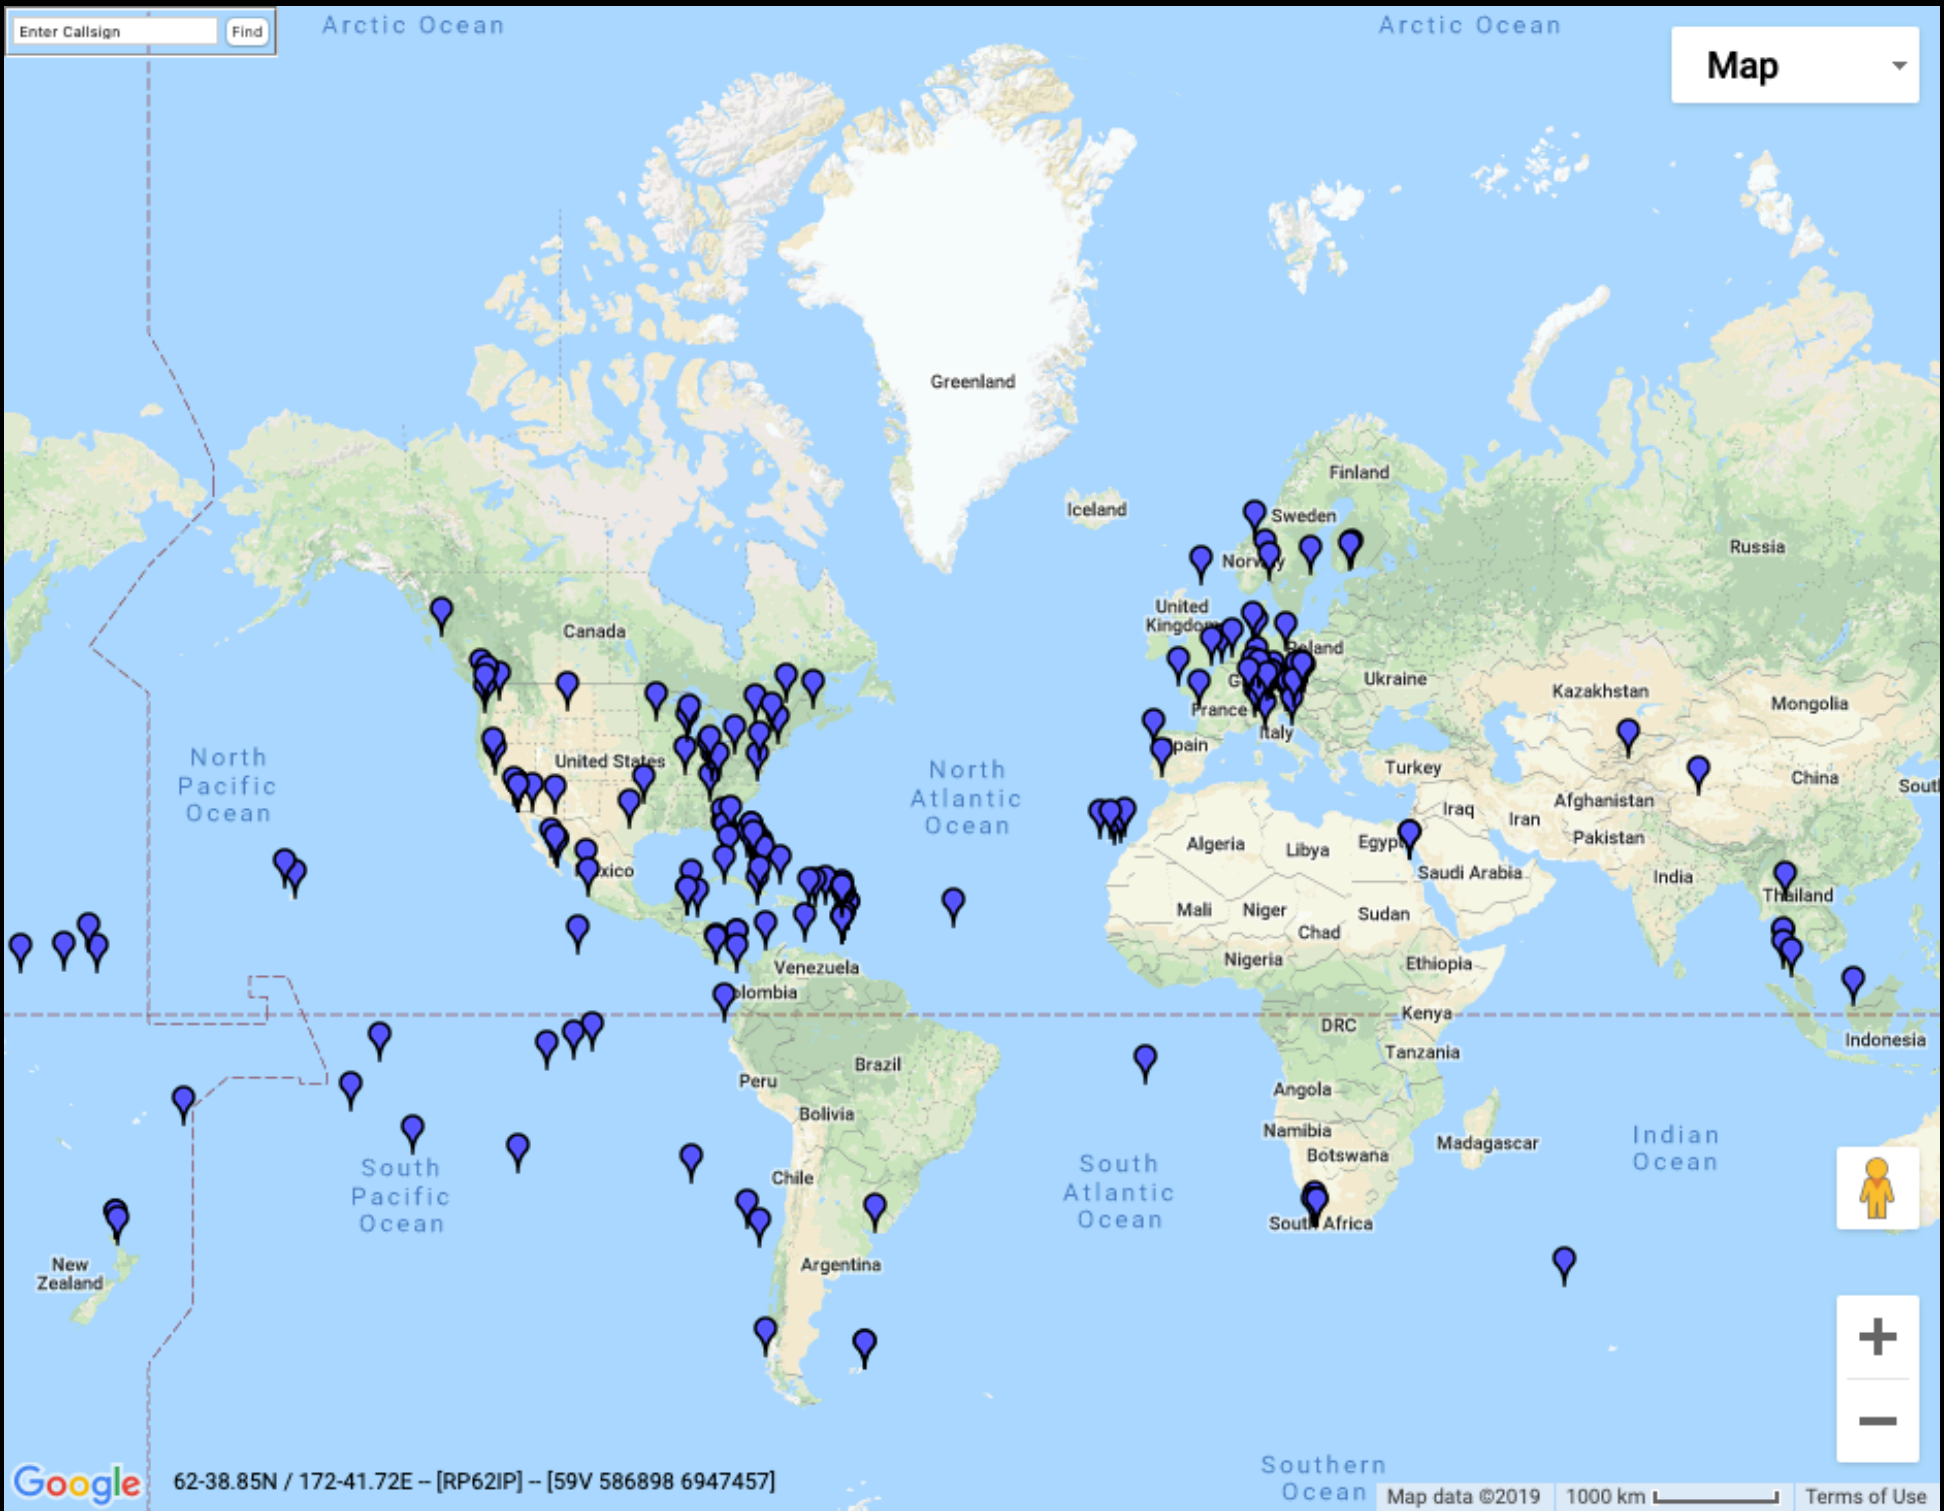 Enter Callsign
Find
Arctic Ocean
Arctic Ocean
Map
Greenland
Finland
Iceland
Sweden
Russia
Norway
United
Kingdom
Canada
Poland
Ukraine
Kazakhstan
Mongolia
France
Italy
Spain
United States
North
Pacific
Ocean
North
Atlantic
Ocean
Turkey
China
Afghanistan
Iraq
Iran
Pakistan
Algeria
Libya
Egypt
Saudi Arabia
India
Mexico
Thailand
Mali
Niger
Sudan
Chad
Nigeria
Ethiopia
Venezuela
Colombia
Kenya
DRC
Indonesia
Tanzania
Brazil
Peru
Angola
Bolivia
Namibia
Botswana
Madagascar
Indian
Ocean
Chile
South
Pacific
Ocean
South
Atlantic
Ocean
South Africa
New
Zealand
Argentina
Southern
Ocean
Google
62-38.85N / 172-41.72E -- [RP62IP] -- [59V 586898 6947457]
Map data ©2019
1000 km
Terms of Use